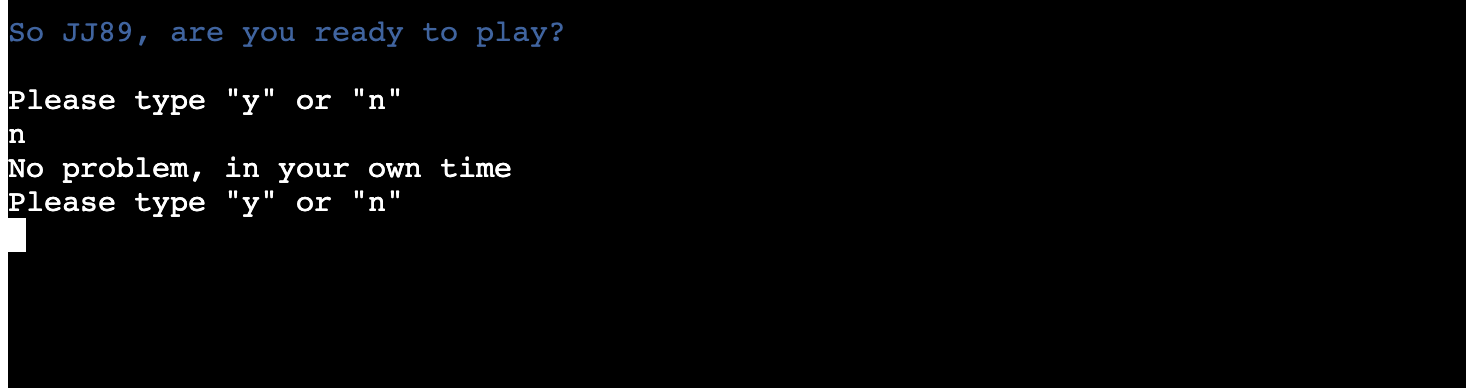 So JJ89, are you ready to play?
Please type "y" or "n"
n
No problem, in your own time
Please type "y" or "n"